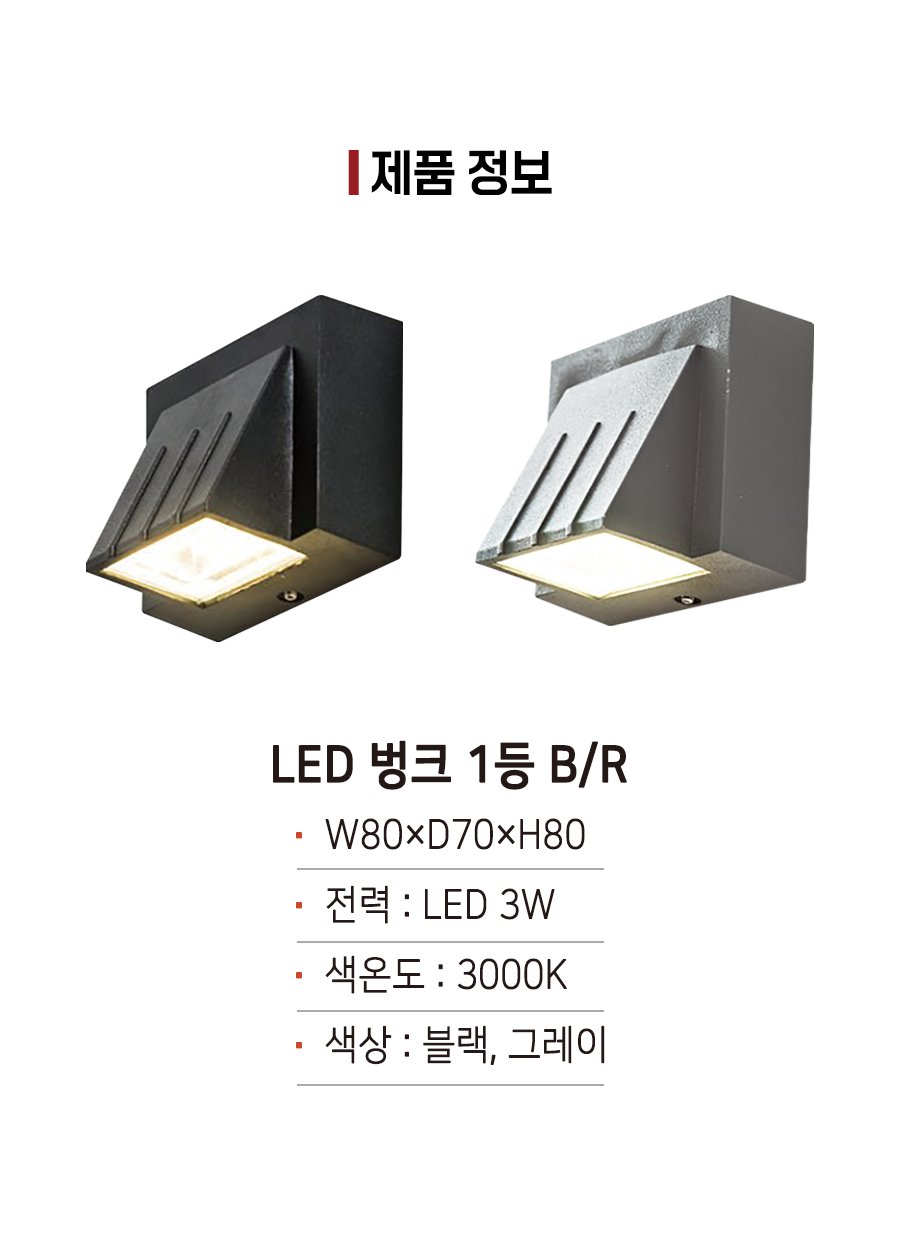 제품 정보
LED 벙크 1등 B/R
W80×D70×H80
전력 : LED 3W
색온도 : 3000K
색상 : 블랙, 그레이